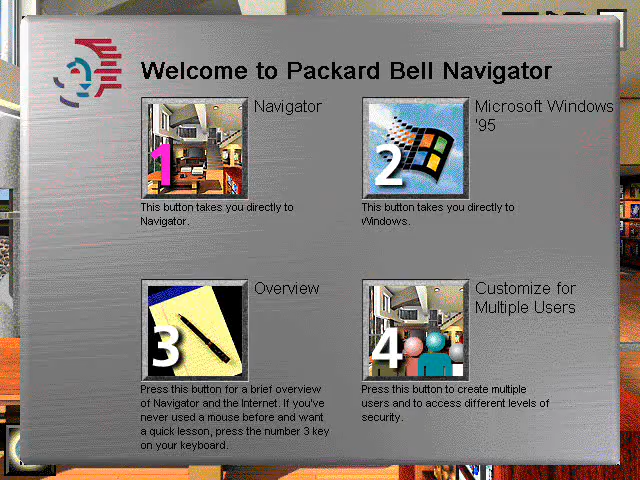 Welcome to Packard Bell Navigator
1
Navigator
This button takes you directly to
Navigator.
2
Microsoft Windows
'95
This button takes you directly to
Windows.
3
Overview
Press this button for a brief overview
of Navigator and the Internet. If you've
never used a mouse before and want
a quick lesson, press the number 3 key
on your keyboard.
4
Customize for
Multiple Users
Press this button to create multiple
users and to access different levels of
security.